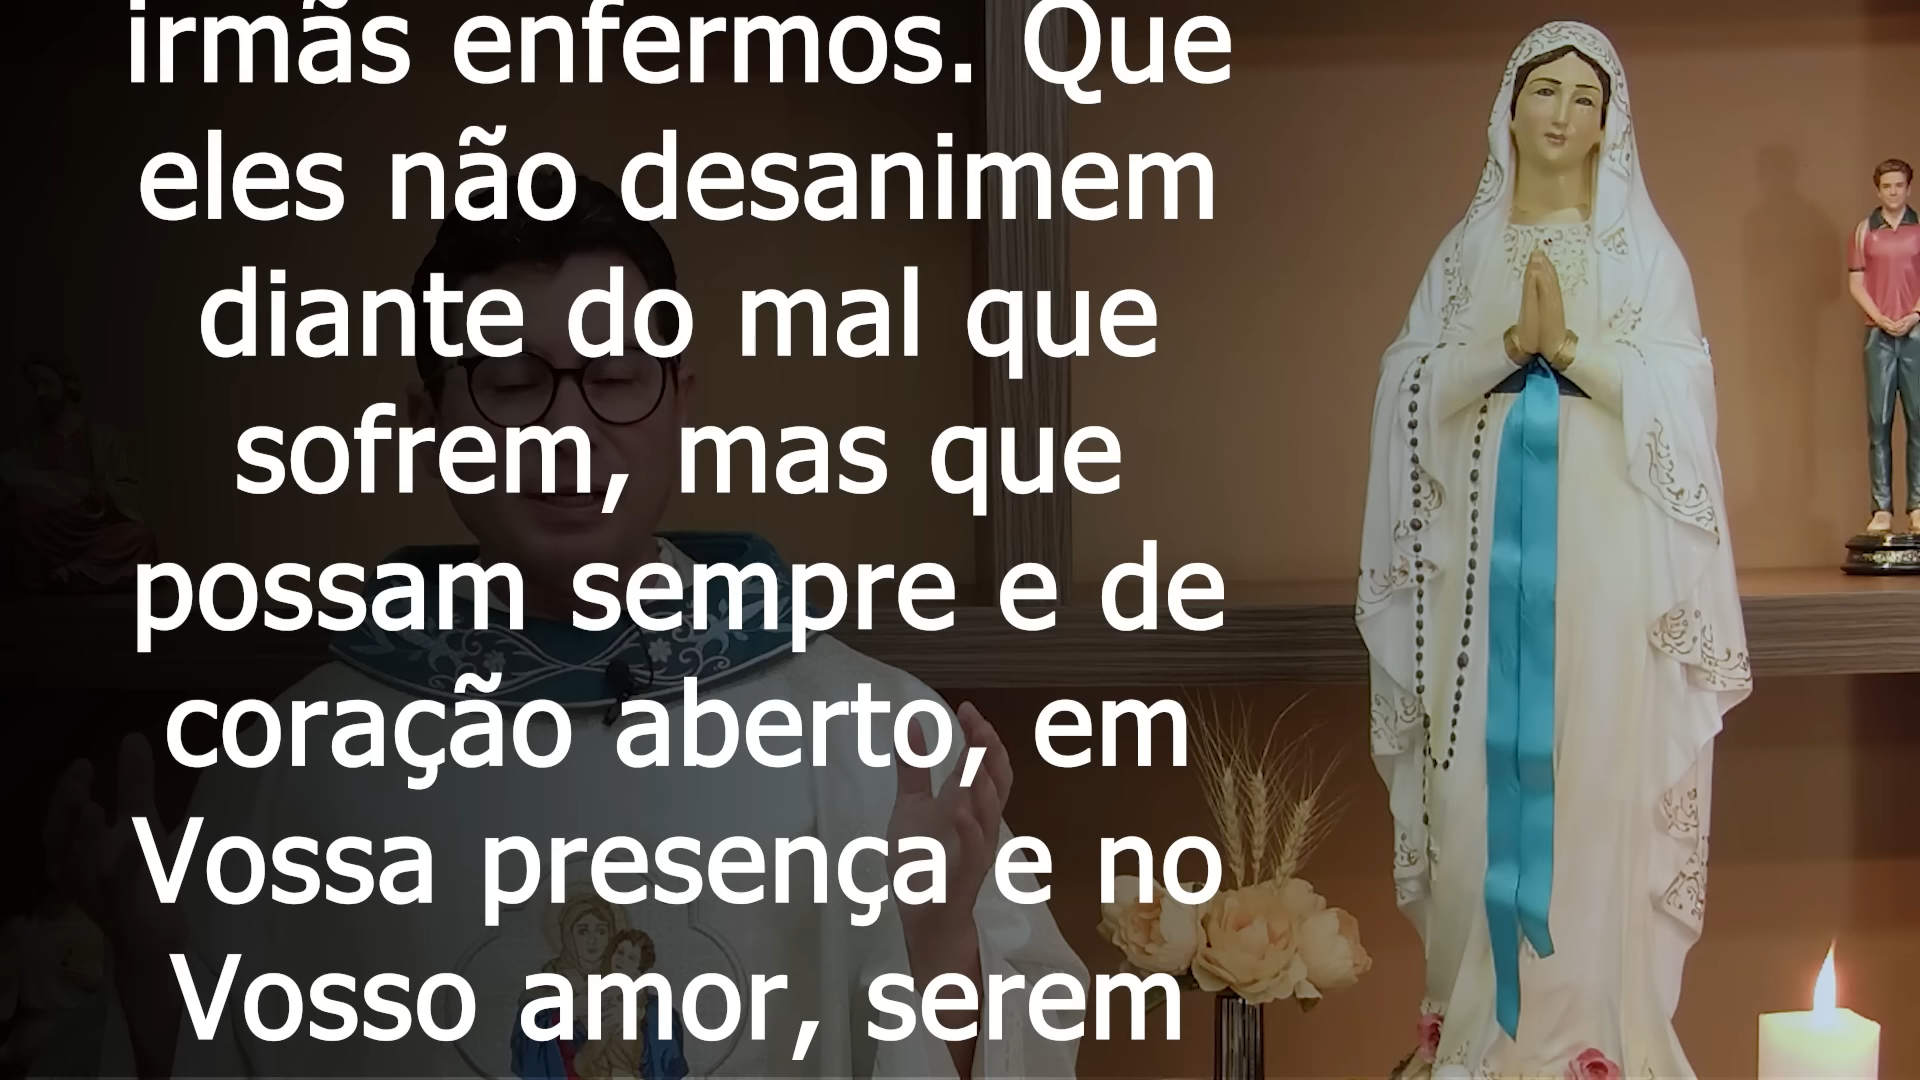 irmãs enfermos. Que
eles não desanimem
diante do mal que
sofrem, mas que
possam sempre e de
coração aberto, em
Vossa presença e no
Vosso amor, serem